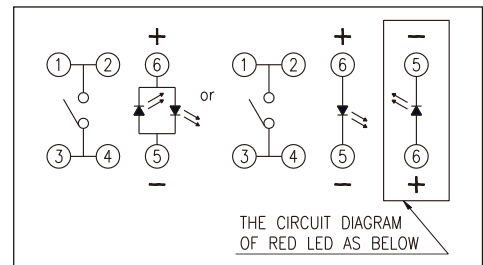 + + −
1 2 6 1 2 6 5
or
3 4 5 3 4 5 6
− − +
THE CIRCUIT DIAGRAM
OF RED LED AS BELOW